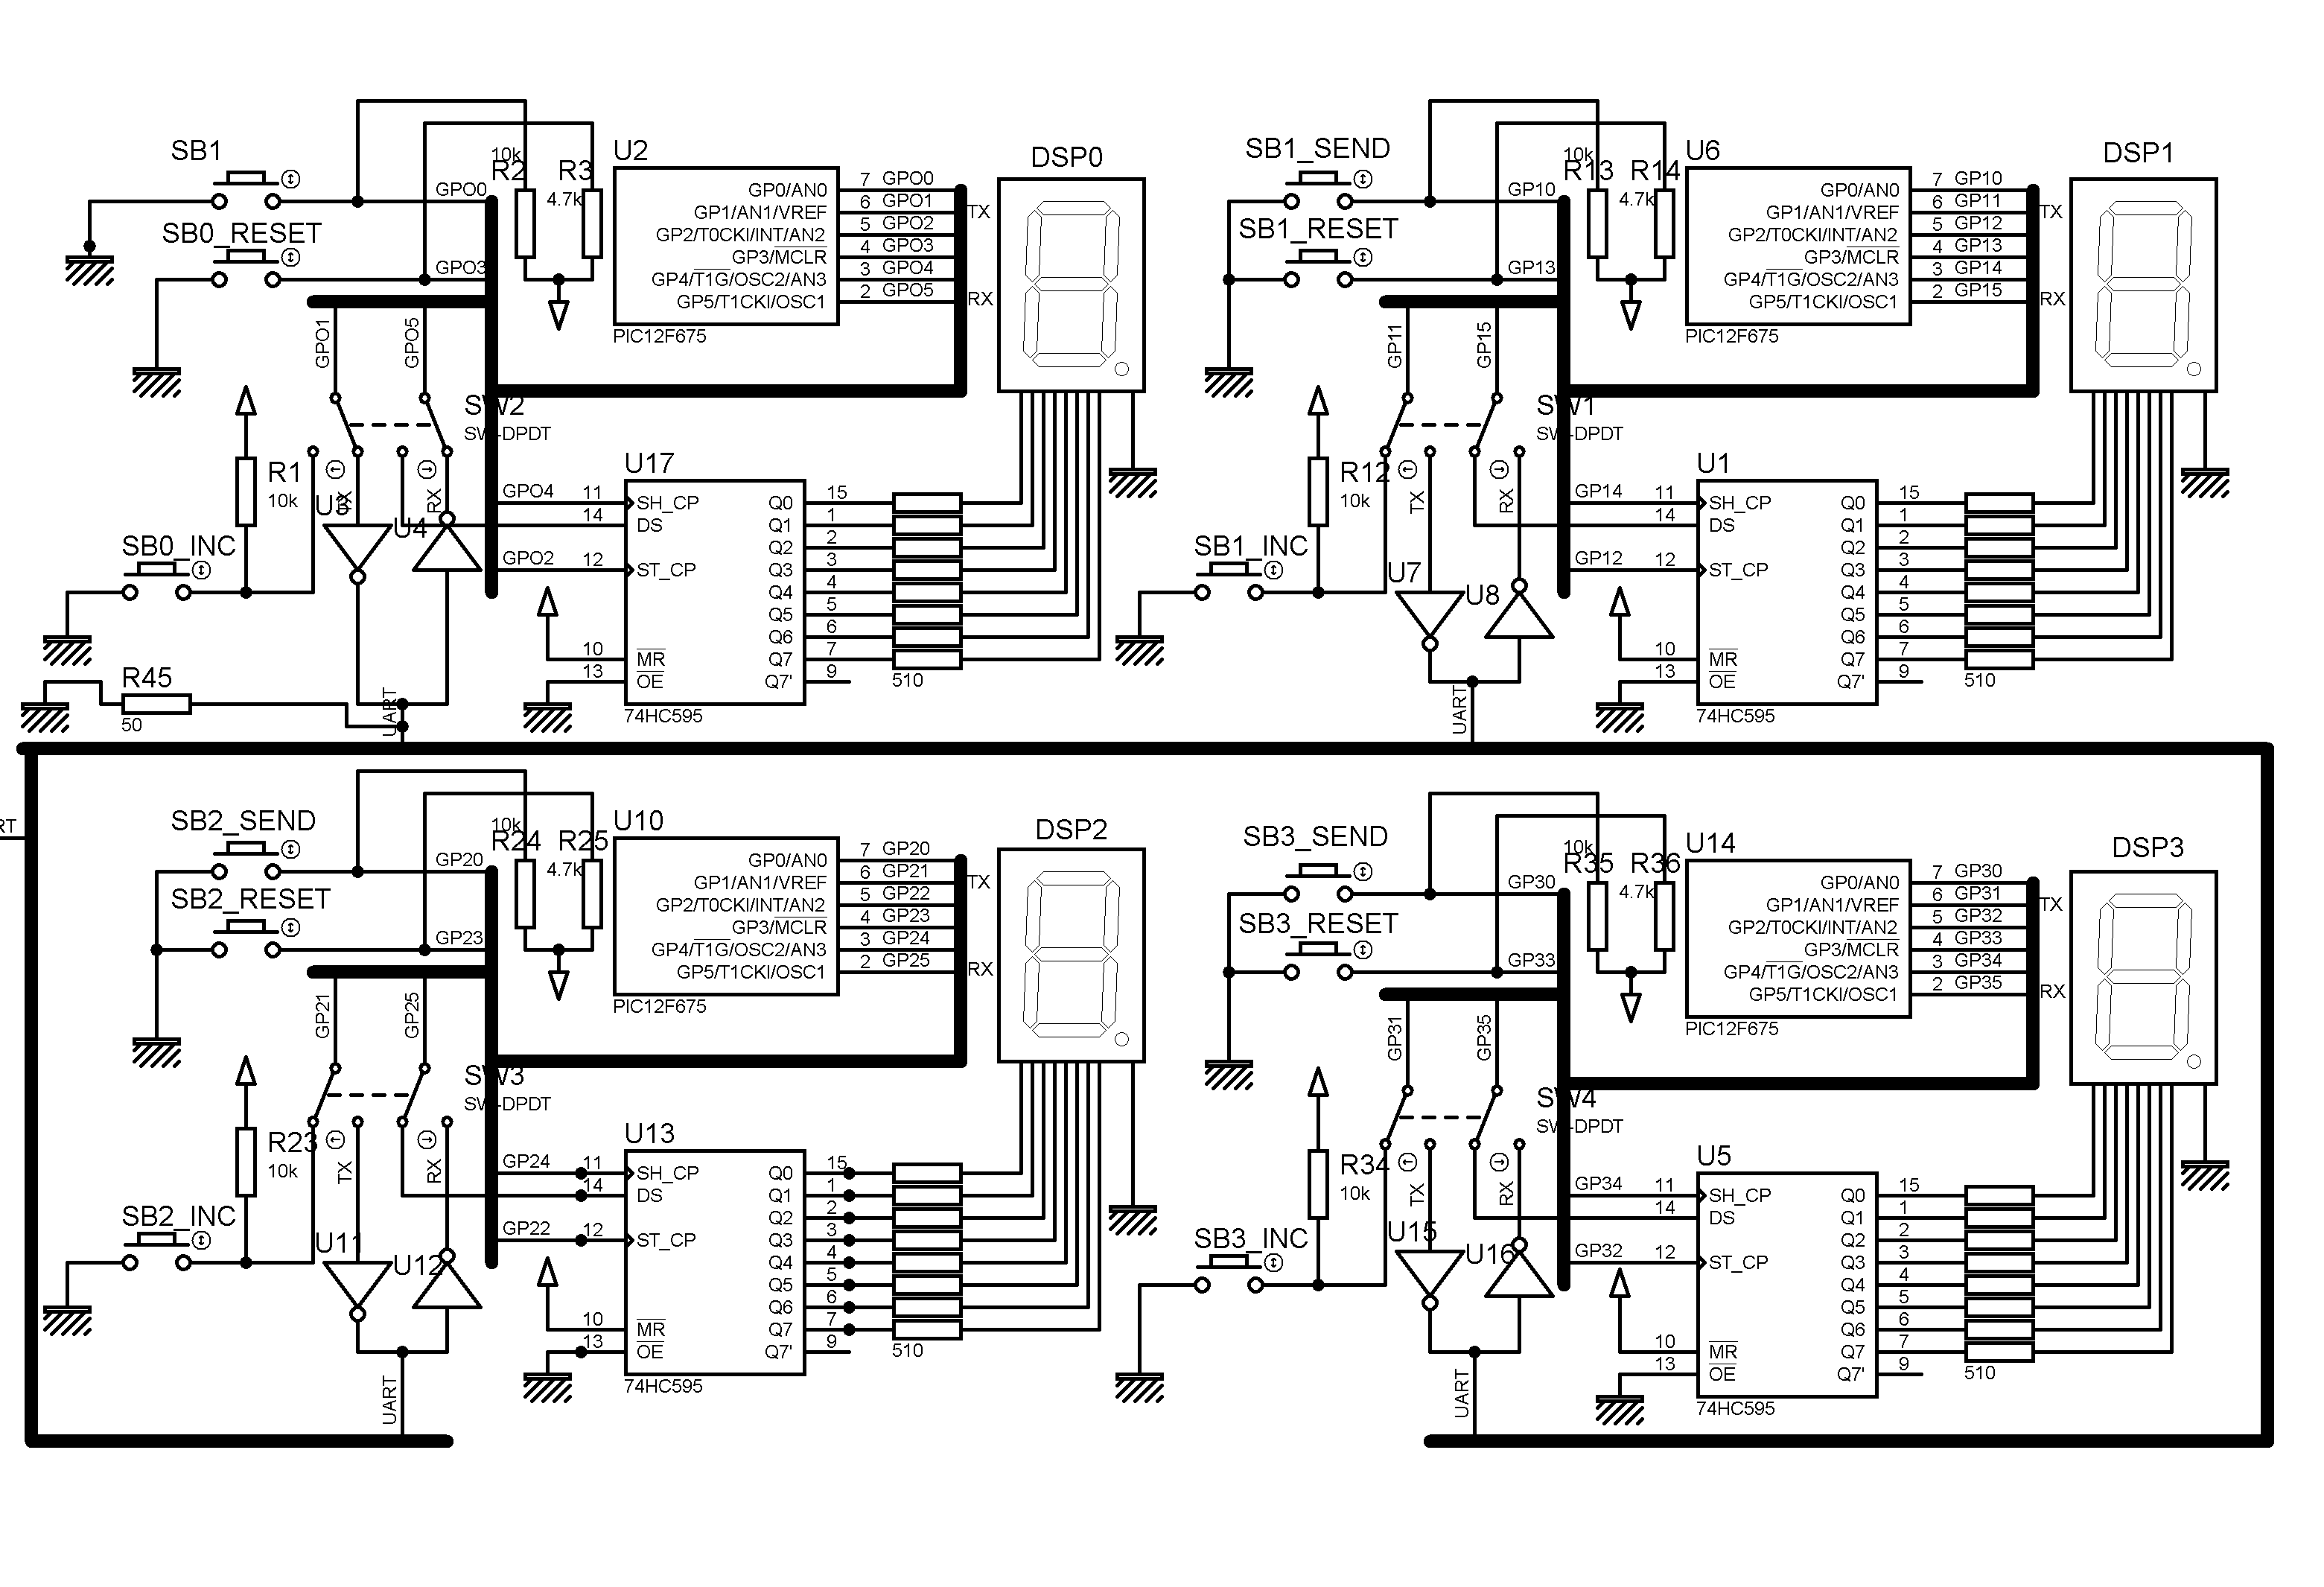 SB1
GPO0
SB0_RESET
GPO3
10k
R2
R3
4.7k
U2
GP0/AN0
GP1/AN1/VREF
GP2/T0CKI/INT/AN2
GP3/MCLR
GP4/T1G/OSC2/AN3
GP5/T1CKI/OSC1
PIC12F675
7 GPO0
6 GPO1
5 GPO2
4 GPO3
3 GPO4
2 GPO5
TX
RX
DSP0
GPO1
GPO5
SW2
SW-DPDT
R1
10k
U3
TX
U4
RX
SB0_INC
R45
50
UART
U17
GPO4 11 SH_CP
14 DS
GPO2 12 ST_CP
10 MR
13 OE
Q0 15
Q1 1
Q2 2
Q3 3
Q4 4
Q5 5
Q6 6
Q7 7
Q7' 9
510
74HC595
SB1_SEND
GP10
SB1_RESET
GP13
10k
R13
R14
4.7k
U6
GP0/AN0
GP1/AN1/VREF
GP2/T0CKI/INT/AN2
GP3/MCLR
GP4/T1G/OSC2/AN3
GP5/T1CKI/OSC1
PIC12F675
7 GP10
6 GP11
5 GP12
4 GP13
3 GP14
2 GP15
TX
RX
DSP1
GP11
GP15
SW1
SW-DPDT
R12
10k
TX
RX
SB1_INC
U7
U8
UART
U1
GP14 11 SH_CP
14 DS
GP12 12 ST_CP
10 MR
13 OE
Q0 15
Q1 1
Q2 2
Q3 3
Q4 4
Q5 5
Q6 6
Q7 7
Q7' 9
510
74HC595
RT
SB2_SEND
GP20
SB2_RESET
GP23
10k
R24
R25
4.7k
U10
GP0/AN0
GP1/AN1/VREF
GP2/T0CKI/INT/AN2
GP3/MCLR
GP4/T1G/OSC2/AN3
GP5/T1CKI/OSC1
PIC12F675
7 GP20
6 GP21
5 GP22
4 GP23
3 GP24
2 GP25
TX
RX
DSP2
GP21
GP25
SW3
SW-DPDT
R23
10k
TX
RX
SB2_INC
U11
U12
UART
U13
GP24 11 SH_CP
14 DS
GP22 12 ST_CP
10 MR
13 OE
Q0 15
Q1 1
Q2 2
Q3 3
Q4 4
Q5 5
Q6 6
Q7 7
Q7' 9
510
74HC595
SB3_SEND
GP30
SB3_RESET
GP33
10k
R35
R36
4.7k
U14
GP0/AN0
GP1/AN1/VREF
GP2/T0CKI/INT/AN2
GP3/MCLR
GP4/T1G/OSC2/AN3
GP5/T1CKI/OSC1
PIC12F675
7 GP30
6 GP31
5 GP32
4 GP33
3 GP34
2 GP35
TX
RX
DSP3
GP31
GP35
SW4
SW-DPDT
R34
10k
TX
RX
SB3_INC
U15
U16
UART
U5
GP34 11 SH_CP
14 DS
GP32 12 ST_CP
10 MR
13 OE
Q0 15
Q1 1
Q2 2
Q3 3
Q4 4
Q5 5
Q6 6
Q7 7
Q7' 9
510
74HC595